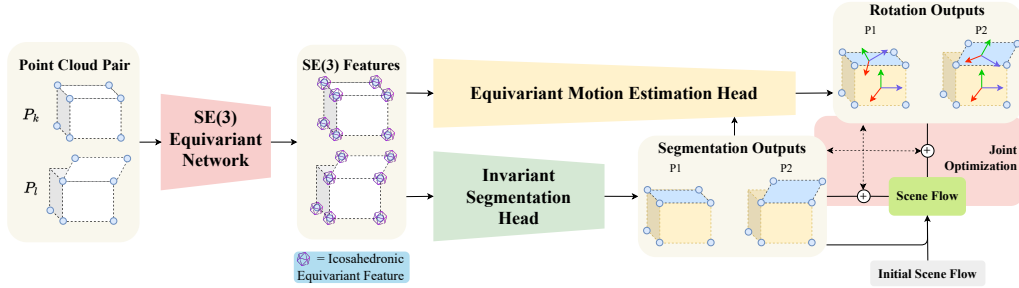 Point Cloud Pair
P_k
P_l
SE(3)
Equivariant
Network
SE(3) Features
= Icosahedronic
Equivariant Feature
Equivariant Motion Estimation Head
Invariant
Segmentation
Head
Segmentation Outputs
P1
P2
Rotation Outputs
P1
P2
Joint
Optimization
Scene Flow
Initial Scene Flow